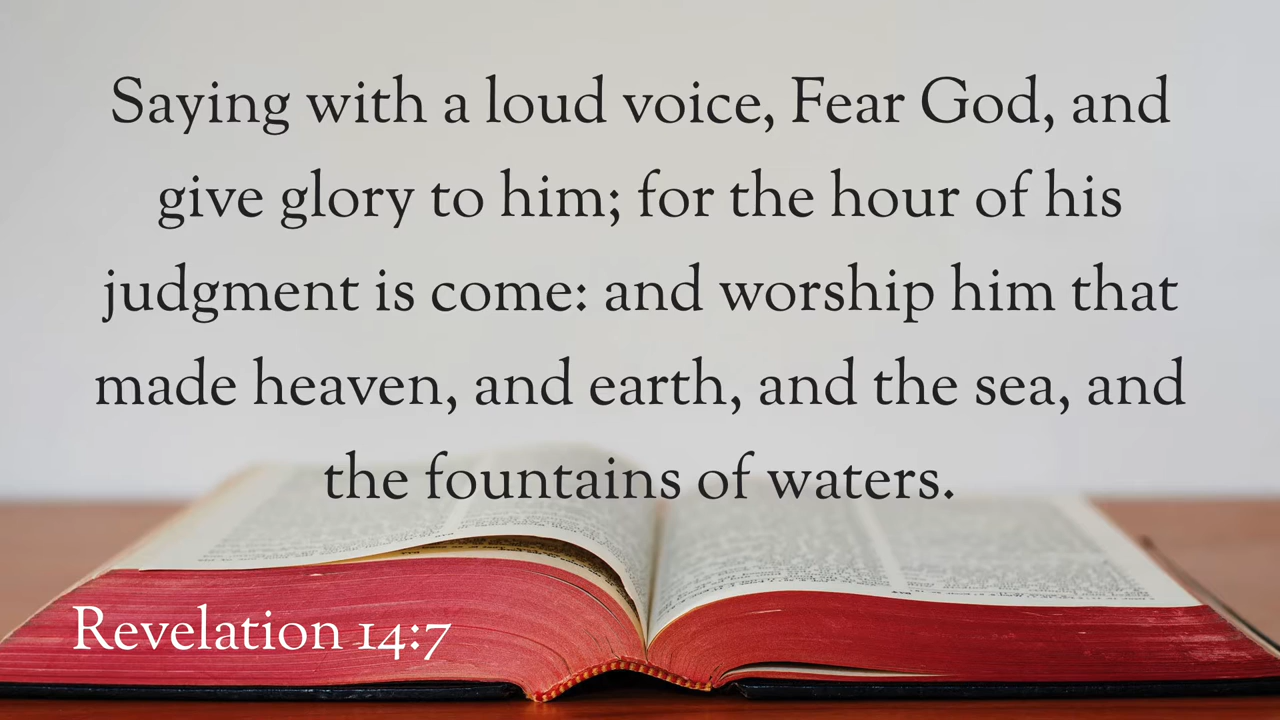 Saying with a loud voice, Fear God, and
give glory to him; for the hour of his
judgment is come: and worship him that
made heaven, and earth, and the sea, and
the fountains of waters.
Revelation 14:7